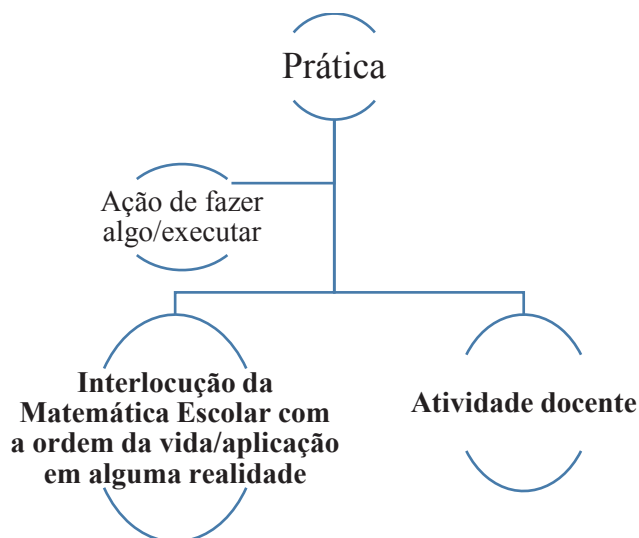 Prática
Ação de fazer
algo/executar
Interlocução da
Matemática Escolar com
a ordem da vida/aplicação
em alguma realidade
Atividade docente